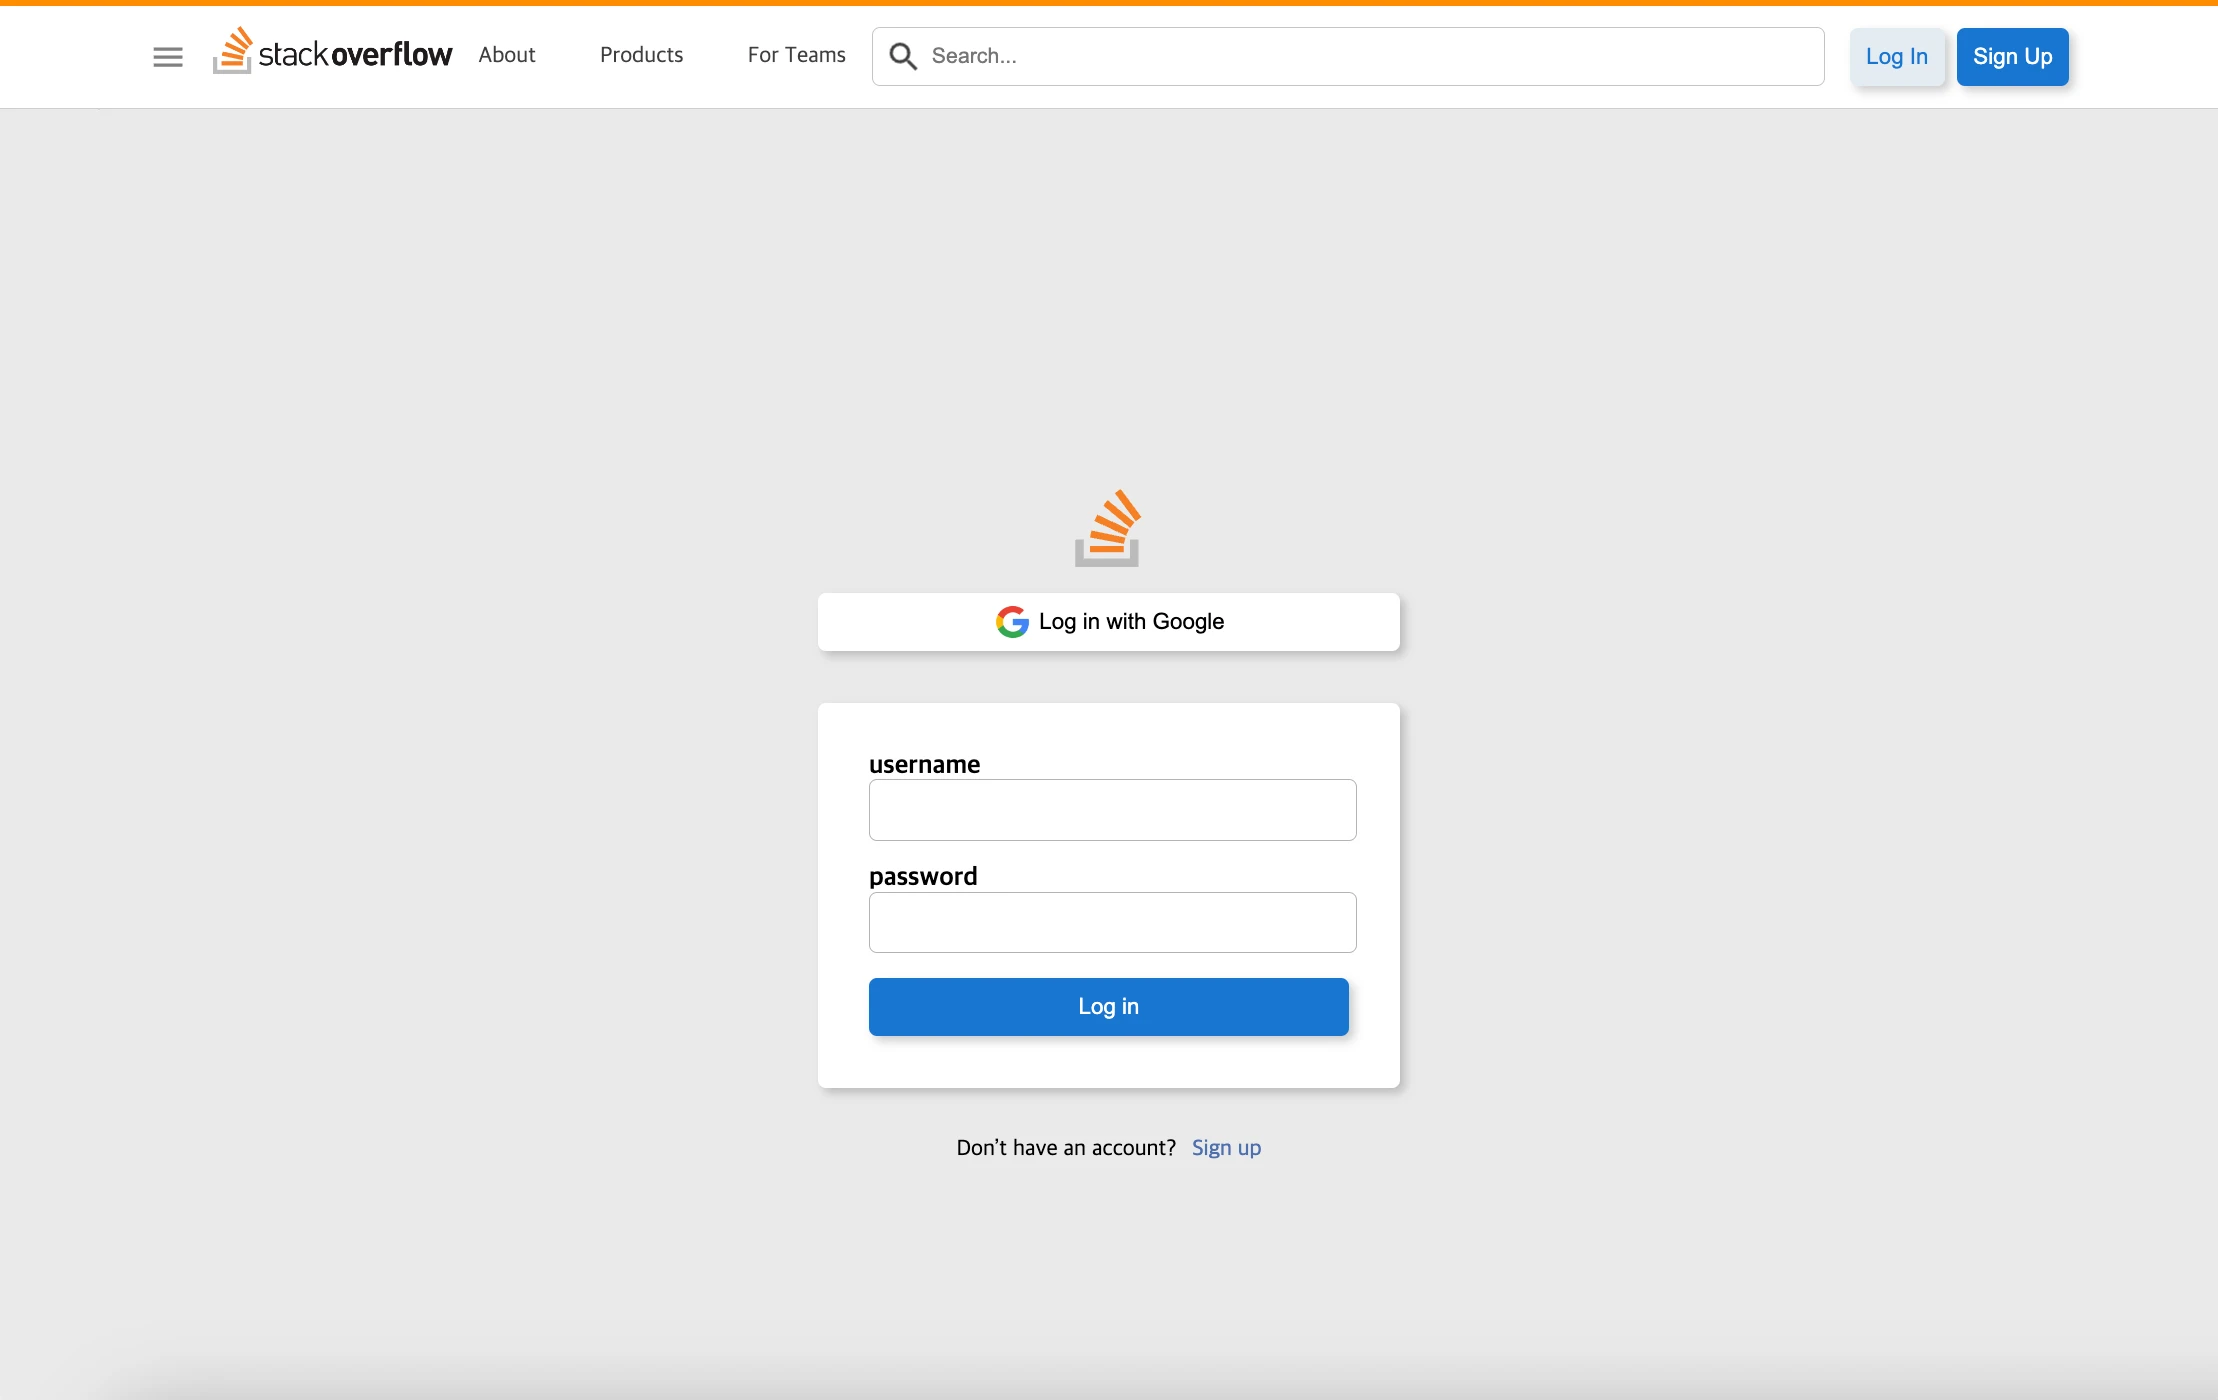 stackoverflow About Products For Teams Search... Log In Sign Up
Log in with Google
username
password
Log in
Don't have an account? Sign up